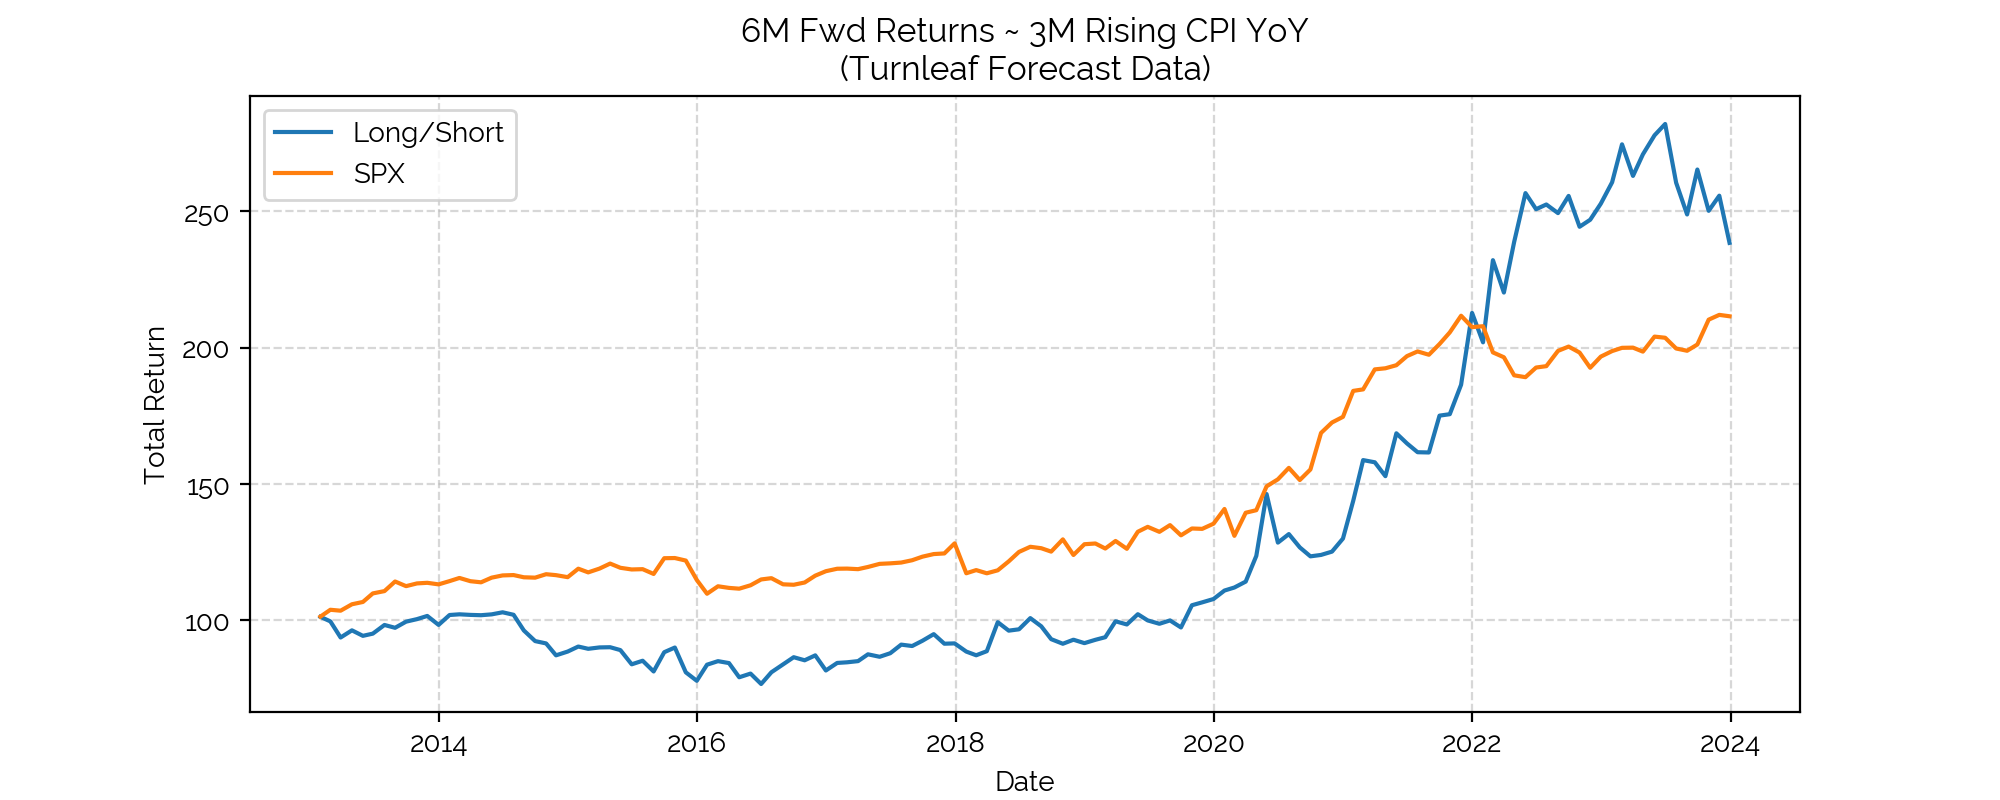 6M Fwd Returns ~ 3M Rising CPI YoY
(Turnleaf Forecast Data)
Long/Short
SPX
250
200
150
100
Total Return
2014
2016
2018
2020
2022
2024
Date